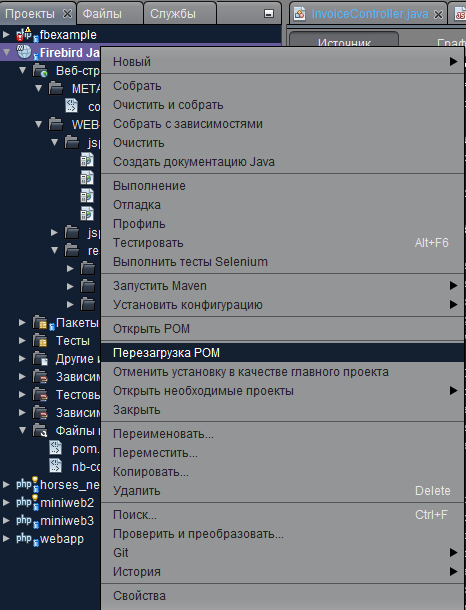 Проекты Файлы Службы InvoiceController.java
fbexample
Firebird Ja
Источник Граф
Веб-стр
META
co
WEB
jsp
jsp
re
Пакеты
Тесты
Другие и
Зависим
Тестовы
Зависим
Файлы п
pom.
nb-co
horses_ne
miniweb2
miniweb3
webapp
Новый
Собрать
Очистить и собрать
Собрать с зависимостями
Очистить
Создать документацию Java
Выполнение
Отладка
Профиль
Тестировать Alt+F6
Выполнить тесты Selenium
Запустить Maven
Установить конфигурацию
Открыть POM
Перезагрузка POM
Отменить установку в качестве главного проекта
Открыть необходимые проекты
Закрыть
Переименовать...
Переместить...
Копировать...
Удалить Delete
Поиск... Ctrl+F
Проверить и преобразовать...
Git
История
Свойства